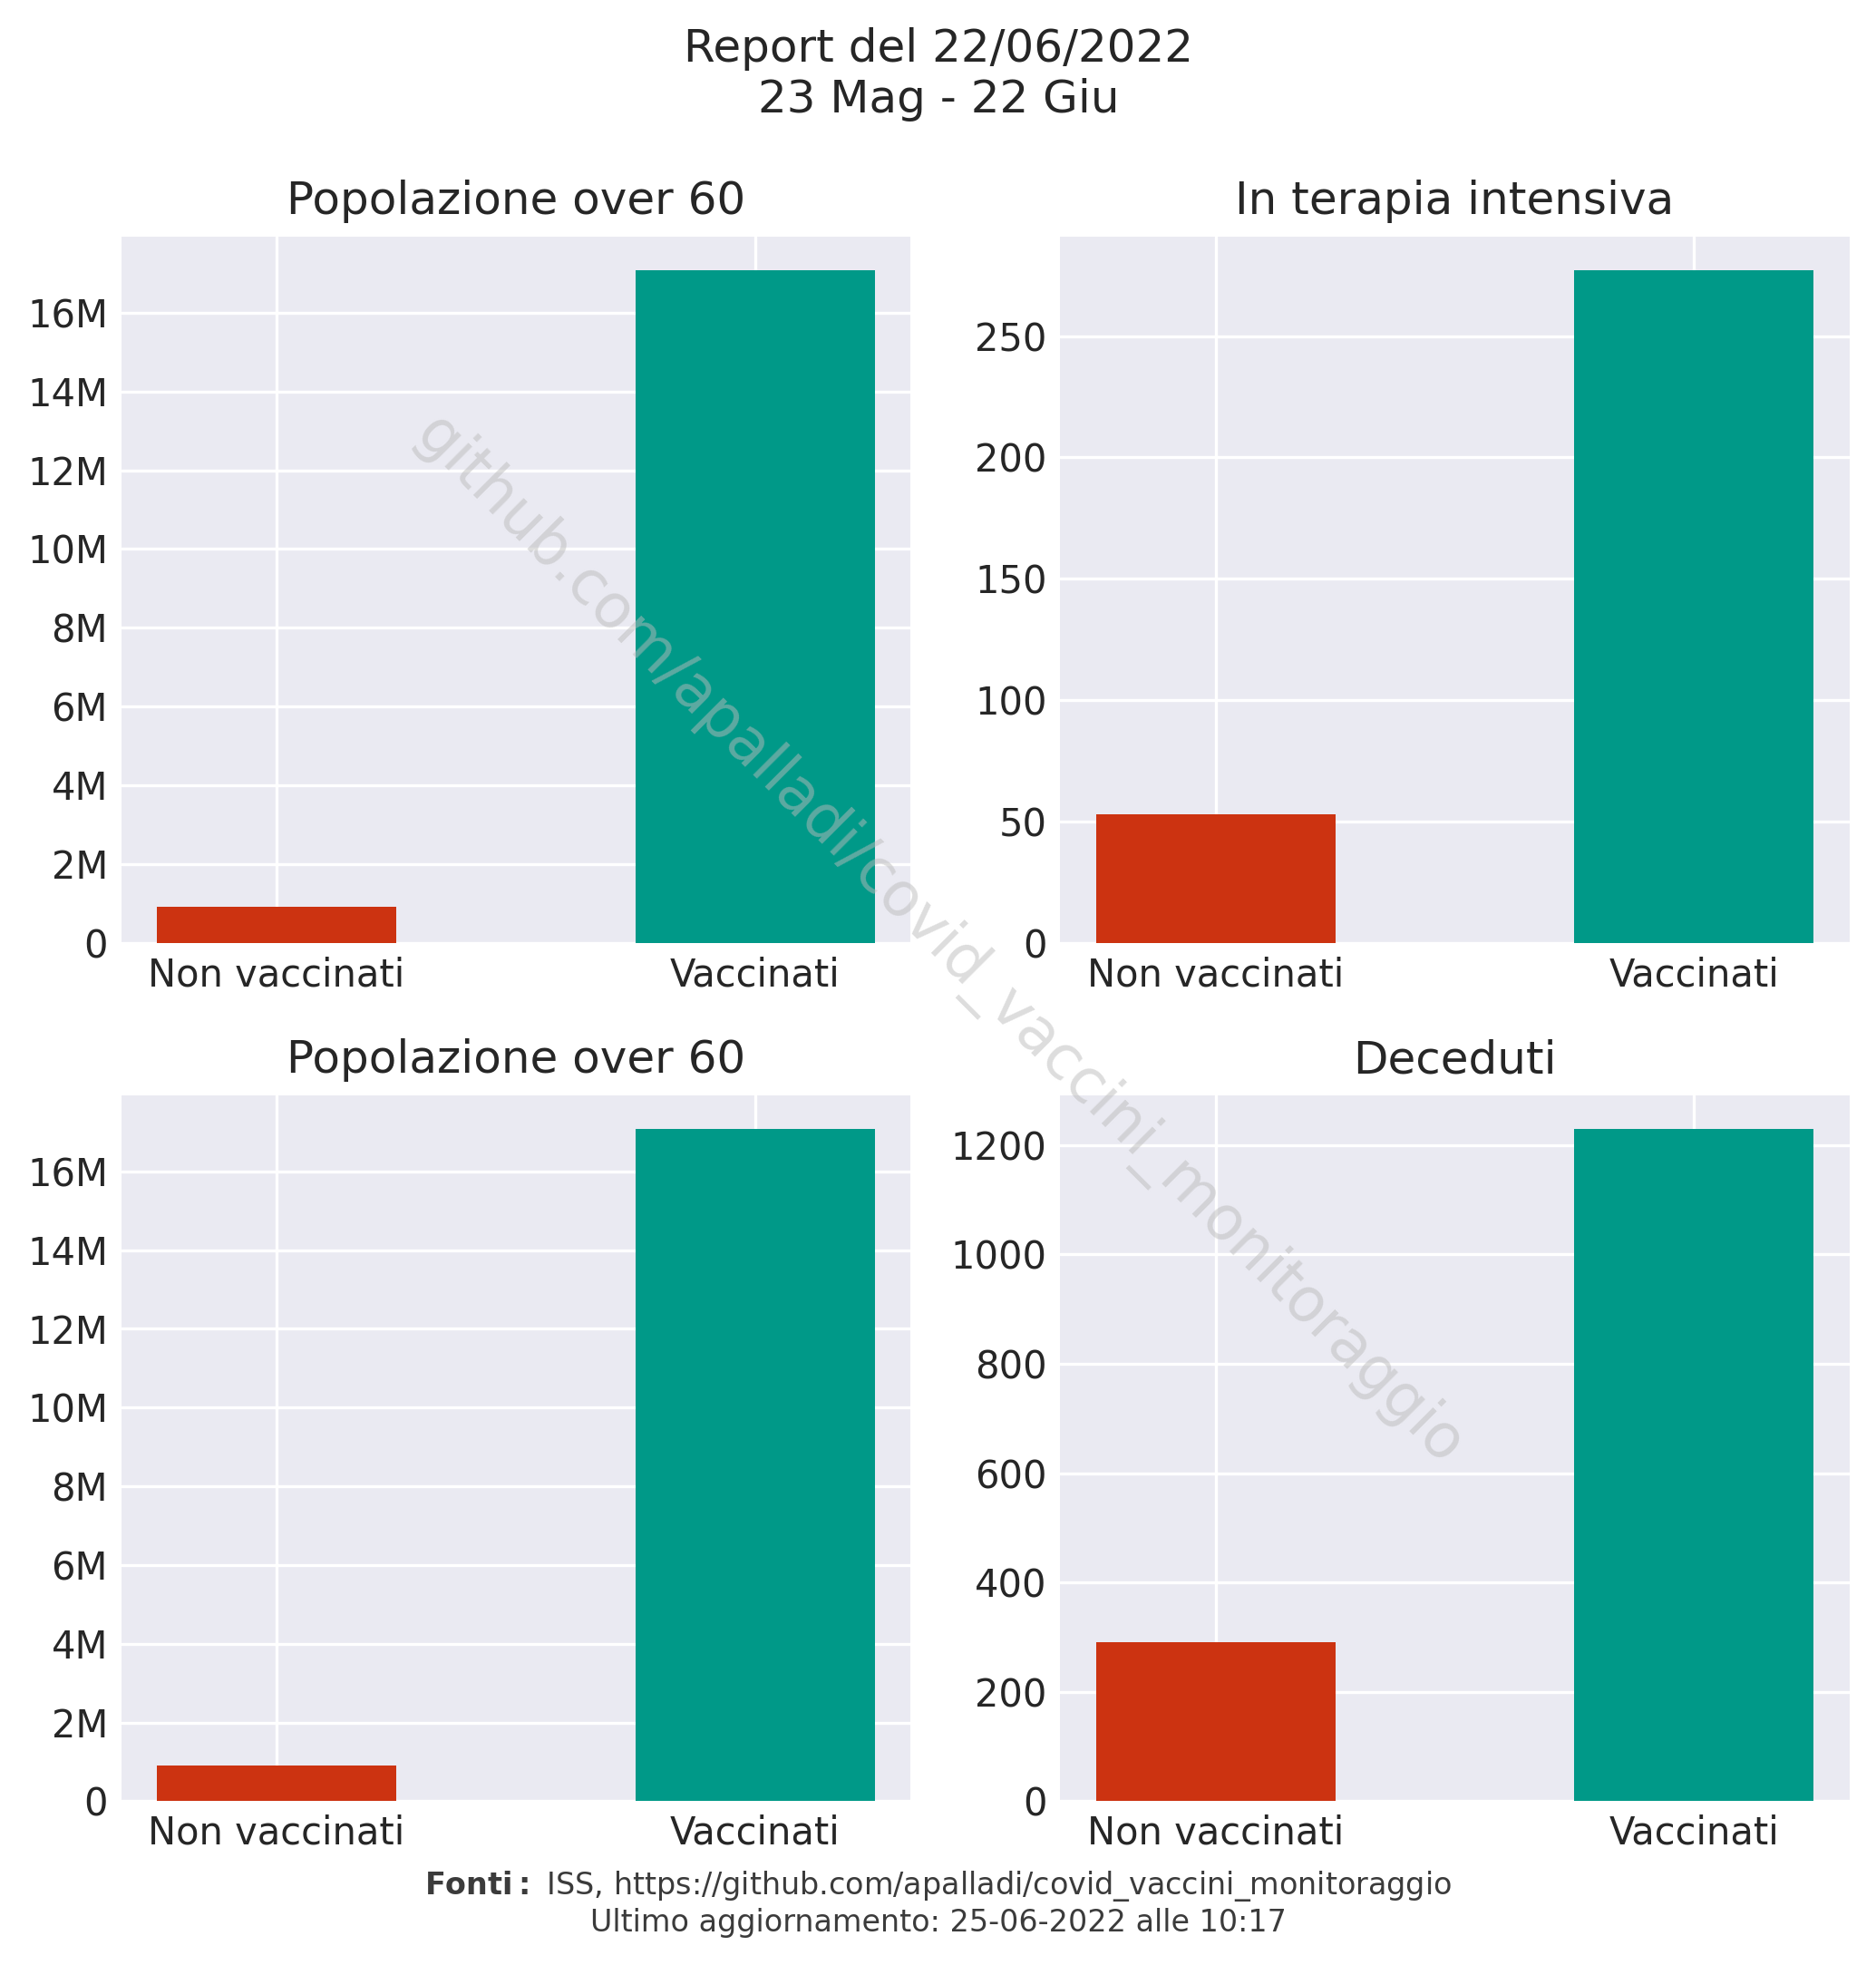 Report del 22/06/2022
23 Mag - 22 Giu
Popolazione over 60
16M
14M
12M
10M
8M
6M
4M
2M
0
Non vaccinati
Vaccinati
In terapia intensiva
250
200
150
100
50
0
Non vaccinati
Vaccinati
Popolazione over 60
16M
14M
12M
10M
8M
6M
4M
2M
0
Non vaccinati
Vaccinati
Deceduti
1200
1000
800
600
400
200
0
Non vaccinati
Vaccinati
github.com/apalladi/covid_vaccini_monitoraggio
Fonti: ISS, https://github.com/apalladi/covid_vaccini_monitoraggio
Ultimo aggiornamento: 25-06-2022 alle 10:17